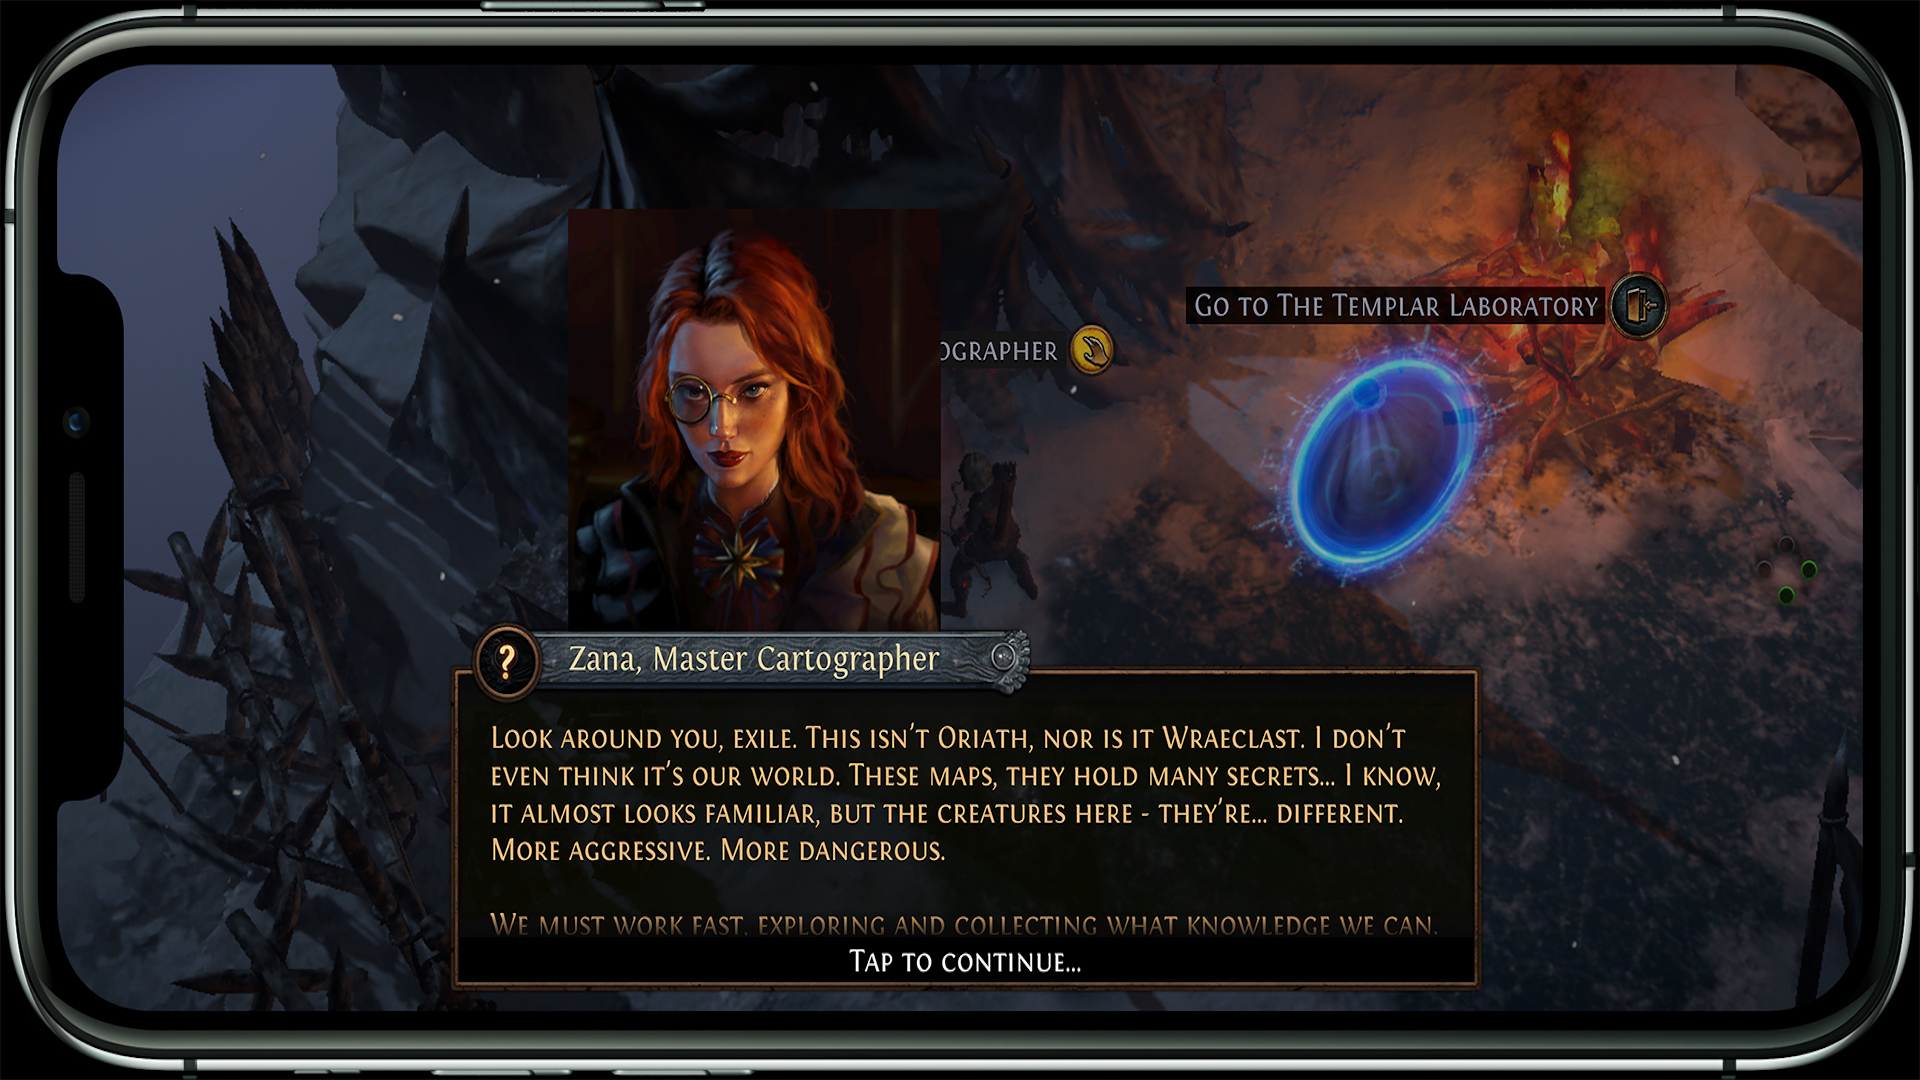 Go to The Templar Laboratory
Zana, Master Cartographer
Look around you, exile. This isn't Oriath, nor is it Wraeclast. I don't
even think it's our world. These maps, they hold many secrets... I know,
it almost looks familiar, but the creatures here - they're... different.
More aggressive. More dangerous.
We must work fast, exploring and collecting what knowledge we can.
Tap to continue...